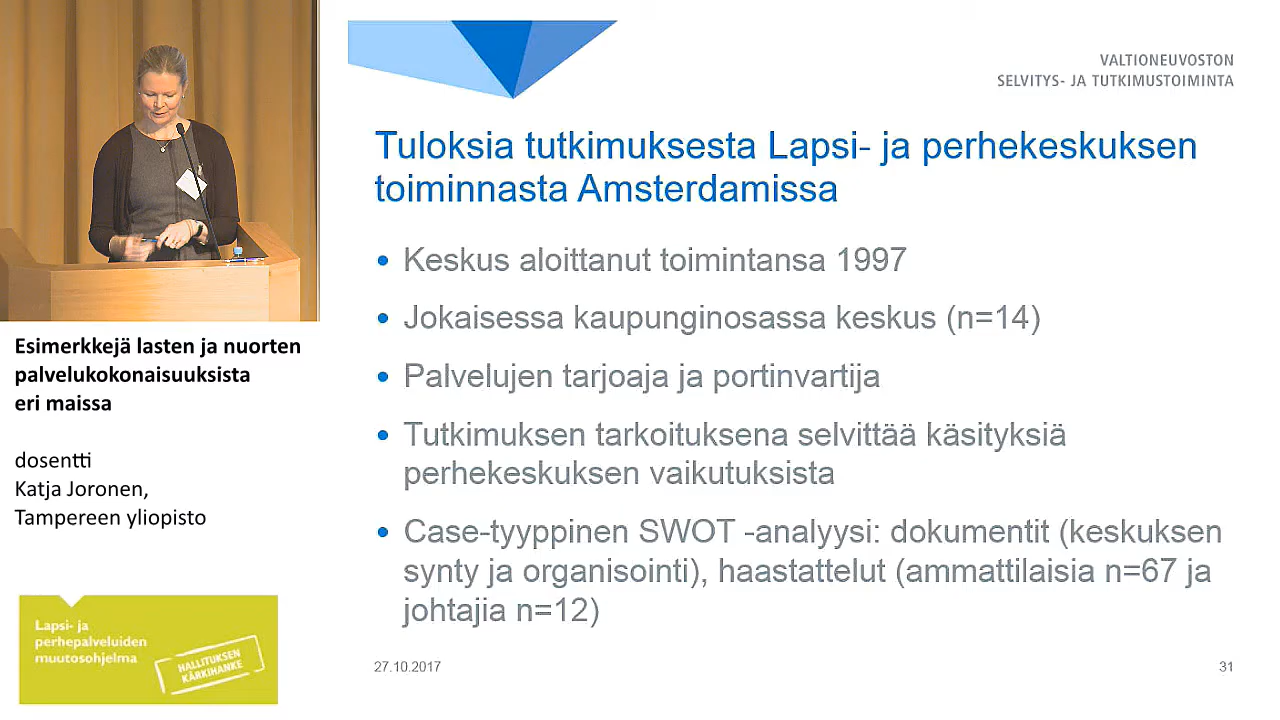 VALTIONEUVOSTON
SELVITYS- JA TUTKIMUSTOIMINTA
Tuloksia tutkimuksesta Lapsi- ja perhekeskuksen
toiminnasta Amsterdamissa
• Keskus aloittanut toimintansa 1997
• Jokaisessa kaupunginosassa keskus (n=14)
• Palvelujen tarjoaja ja portinvartija
• Tutkimuksen tarkoituksena selvittää käsityksiä
perhekeskuksen vaikutuksista
• Case-tyyppinen SWOT -analyysi: dokumentit (keskuksen
synty ja organisointi), haastattelut (ammattilaisia n=67 ja
johtajia n=12)
27.10.2017
31
Esimerkkejä lasten ja nuorten
palvelukokonaisuuksista
eri maissa
dosentti
Katja Joronen,
Tampereen yliopisto
Lapsi- ja
perhepalveluiden
muutosohjelma
HALLITUKSEN
KÄRKIHANKE